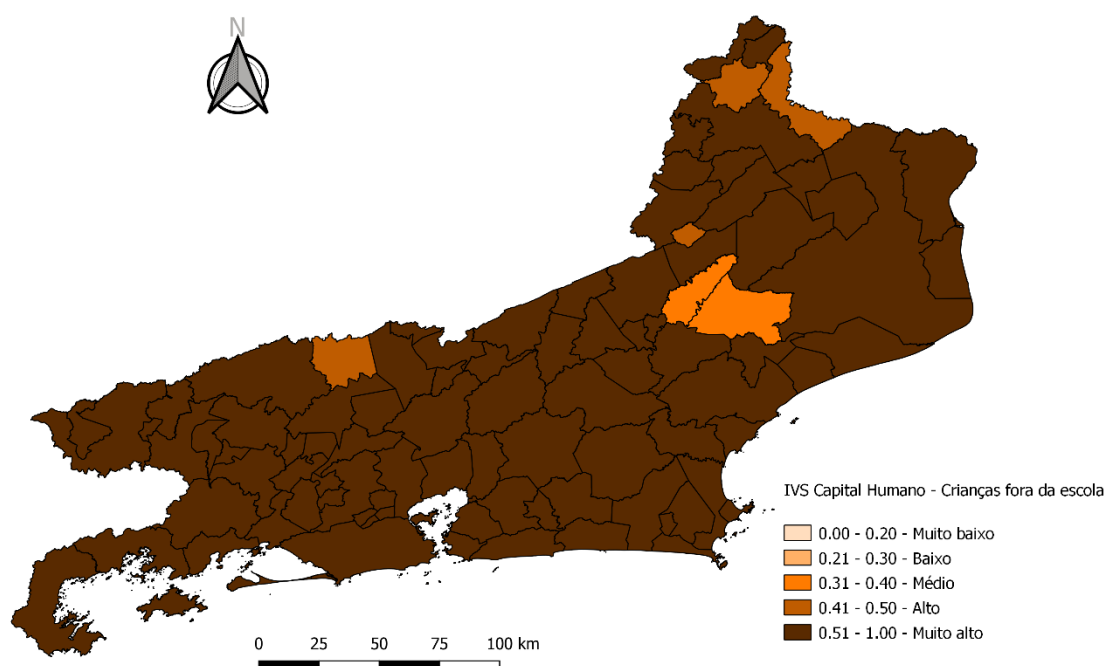 N
IVS Capital Humano - Crianças fora da escola
0.00 - 0.20 - Muito baixo
0.21 - 0.30 - Baixo
0.31 - 0.40 - Médio
0.41 - 0.50 - Alto
0.51 - 1.00 - Muito alto
0 25 50 75 100 km